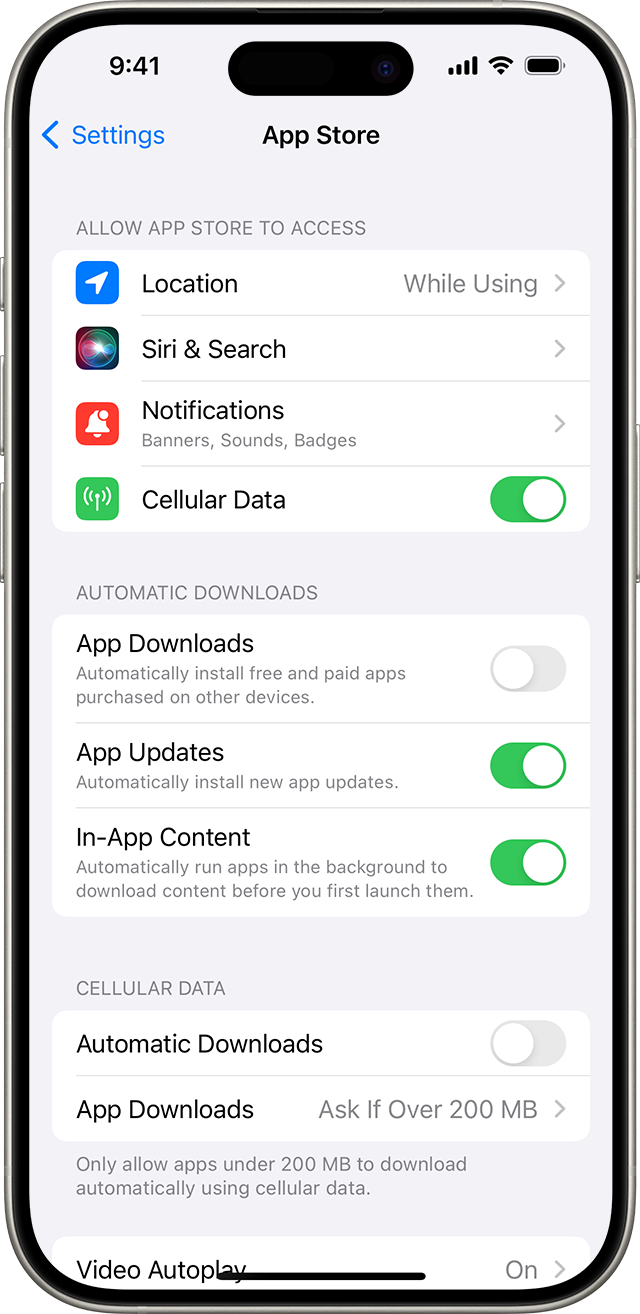 9:41
Settings
App Store
ALLOW APP STORE TO ACCESS
Location While Using
Siri & Search
Notifications
Banners, Sounds, Badges
Cellular Data
AUTOMATIC DOWNLOADS
App Downloads
Automatically install free and paid apps
purchased on other devices.
App Updates
Automatically install new app updates.
In-App Content
Automatically run apps in the background to
download content before you first launch them.
CELLULAR DATA
Automatic Downloads
App Downloads Ask If Over 200 MB
Only allow apps under 200 MB to download
automatically using cellular data.
Video Autoplay On